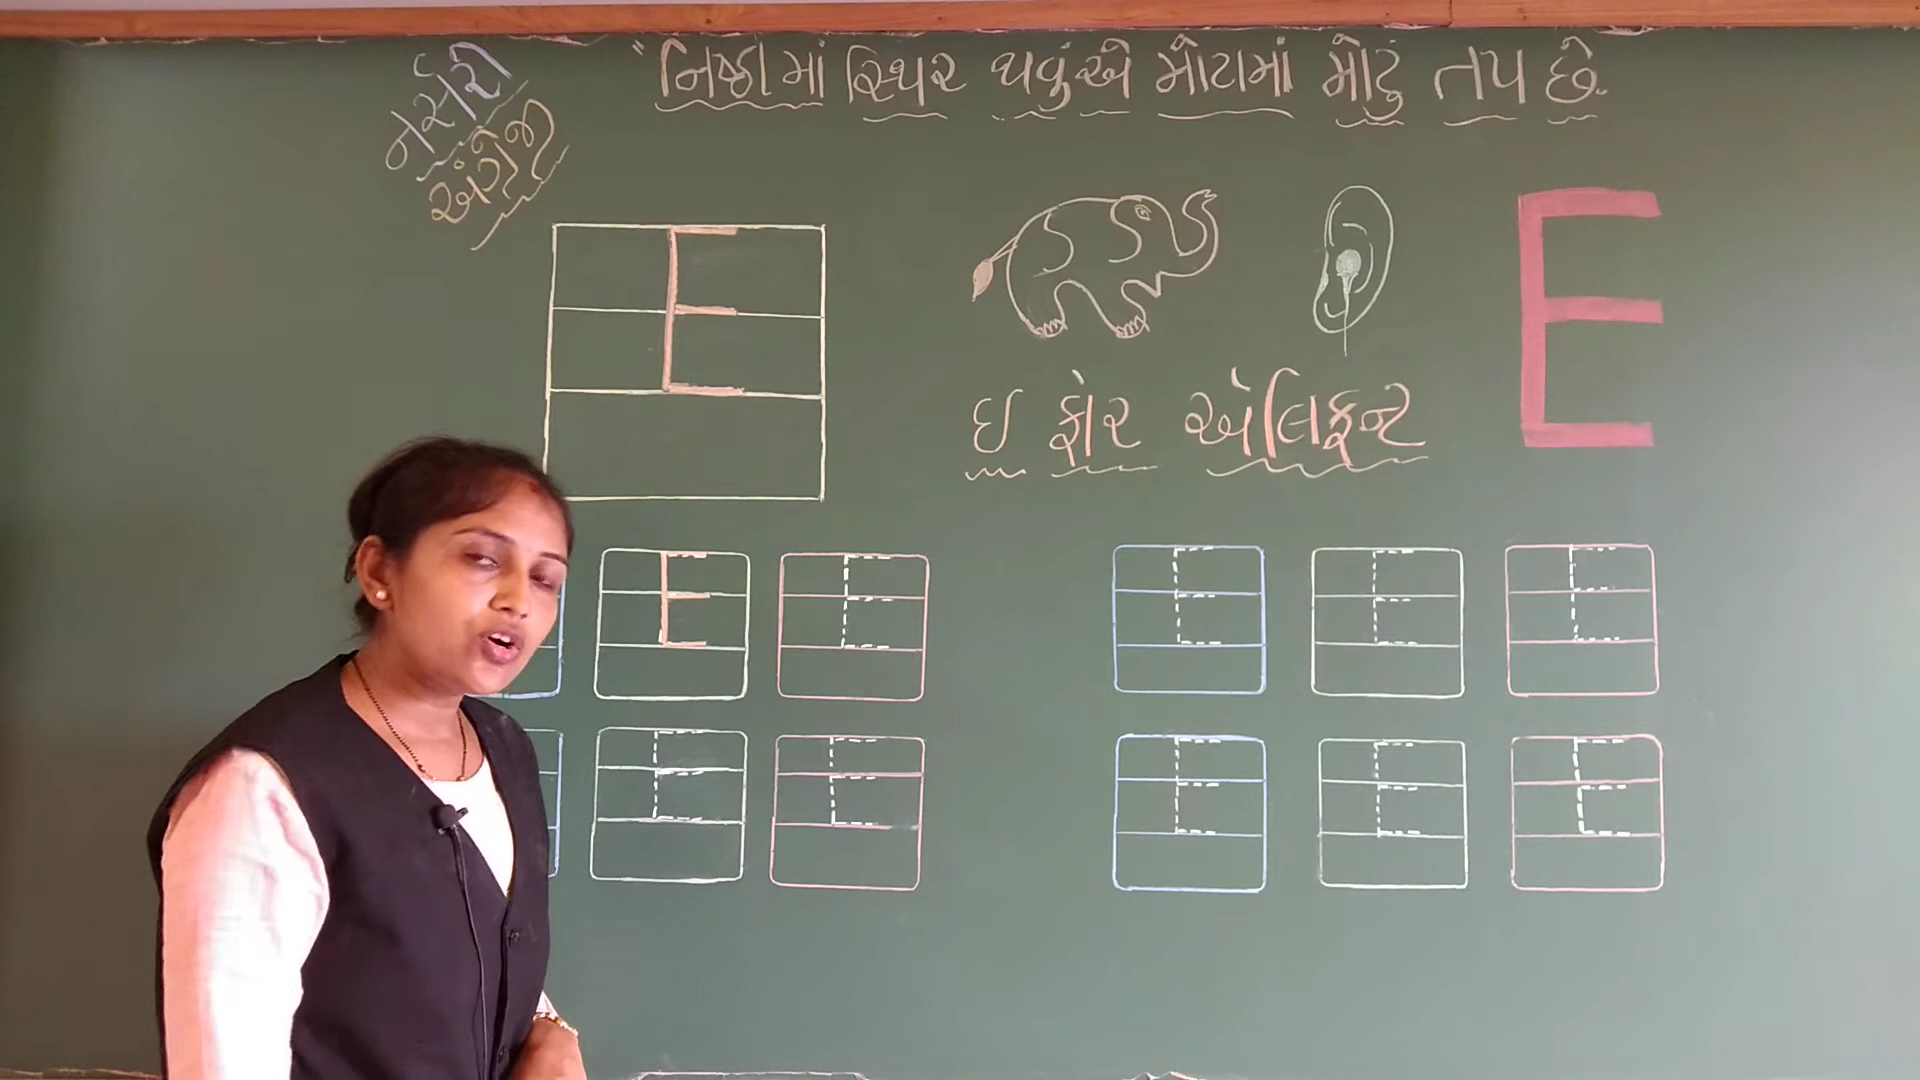 "નિષ્ઠામાં સ્થિર થવું એ મોટામાં મોટું તપ છે.
નર્સરી
અંગ્રેજી
E
E
ઇ ફોર એલિફન્ટ
E E E E E
E E E E E